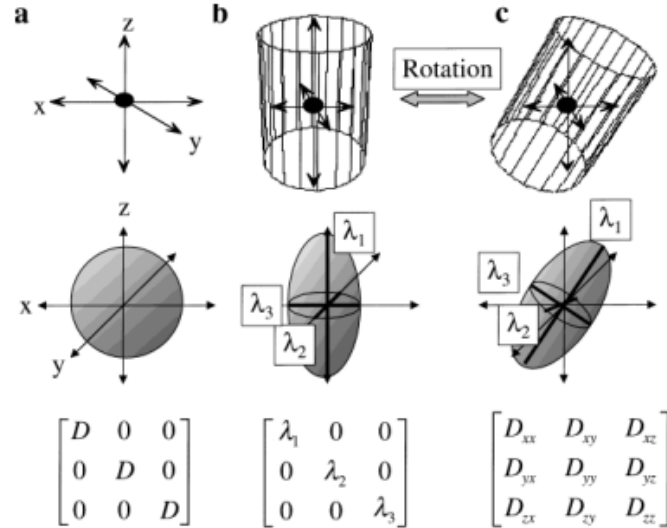 a b c
z
x
y
Rotation
z
x
y
λ₁
λ₃
λ₂
λ₁
λ₃
λ₂
D 0 0
0 D 0
0 0 D
λ₁ 0 0
0 λ₂ 0
0 0 λ₃
Dₓₓ Dₓy Dₓz
Dyₓ Dyy Dyz
Dzₓ Dzy Dzz